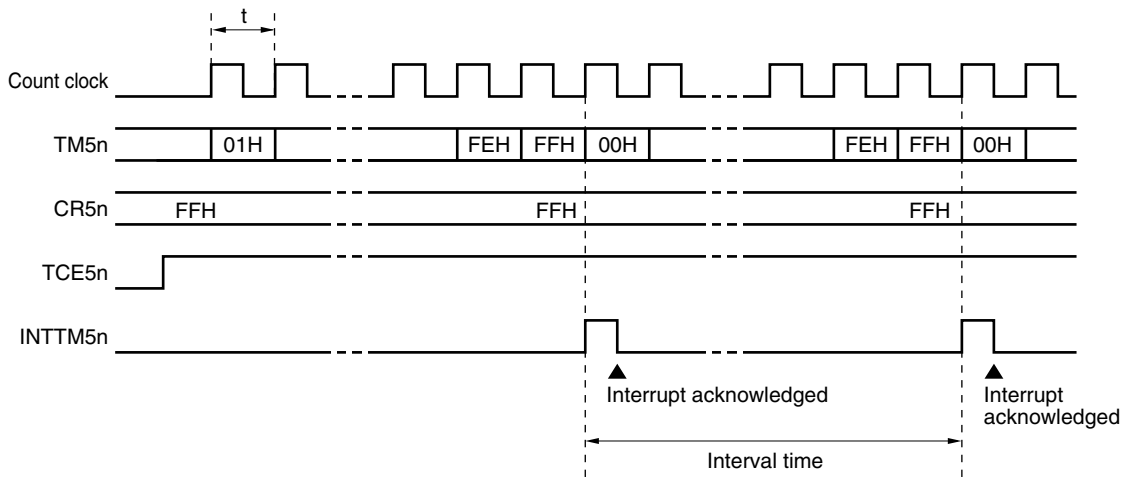 t
Count clock
TM5n 01H FEH FFH 00H FEH FFH 00H
CR5n FFH FFH FFH
TCE5n
INTTM5n
Interrupt acknowledged
Interrupt
acknowledged
Interval time